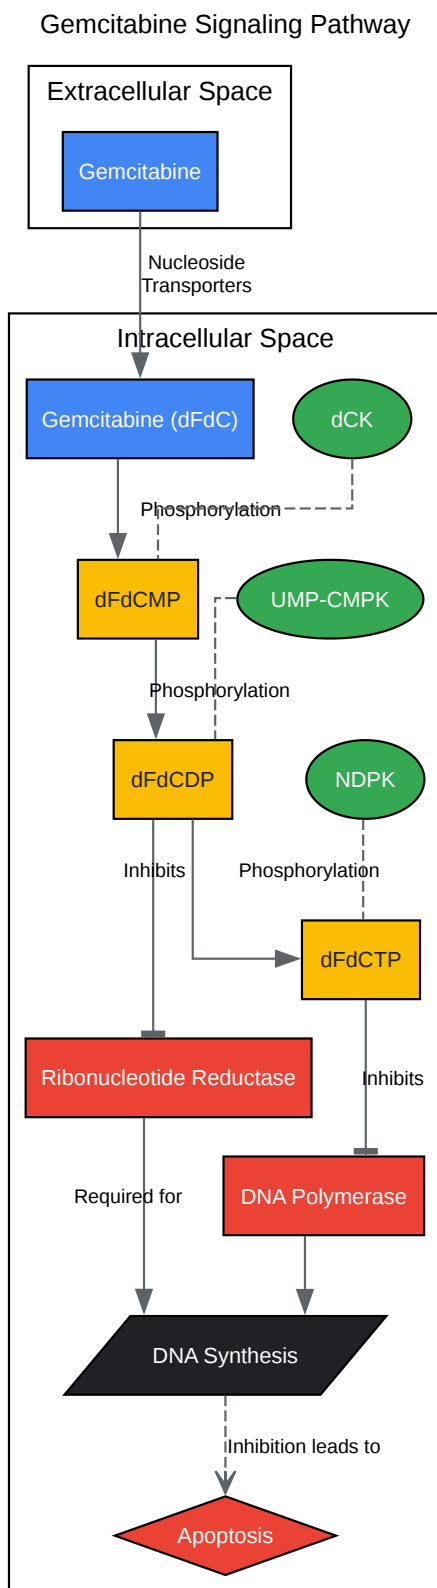 Gemcitabine Signaling Pathway
Extracellular Space
Gemcitabine
Nucleoside
Transporters
Intracellular Space
Gemcitabine (dFdC)
dCK
Phosphorylation
dFdCMP
UMP-CMPK
Phosphorylation
dFdCDP
NDPK
Inhibits
Phosphorylation
dFdCTP
Ribonucleotide Reductase
Inhibits
Required for
DNA Polymerase
DNA Synthesis
Inhibition leads to
Apoptosis